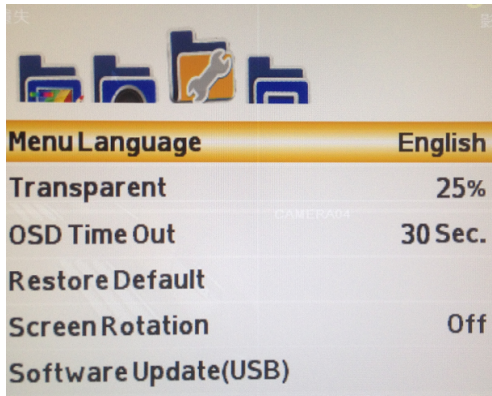 失
Menu Language English
Transparent 25%
CAMERA04
OSD Time Out 30 Sec.
Restore Default
Screen Rotation Off
Software Update(USB)